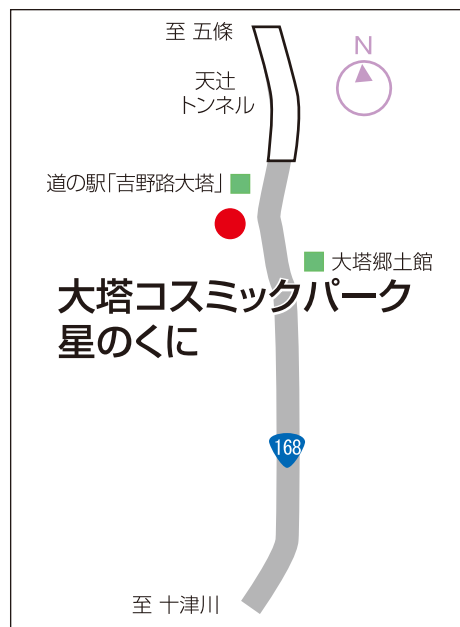 至 五條
N
天辻
トンネル
道の駅「吉野路大塔」
大塔郷土館
大塔コスミックパーク
星のくに
168
至 十津川